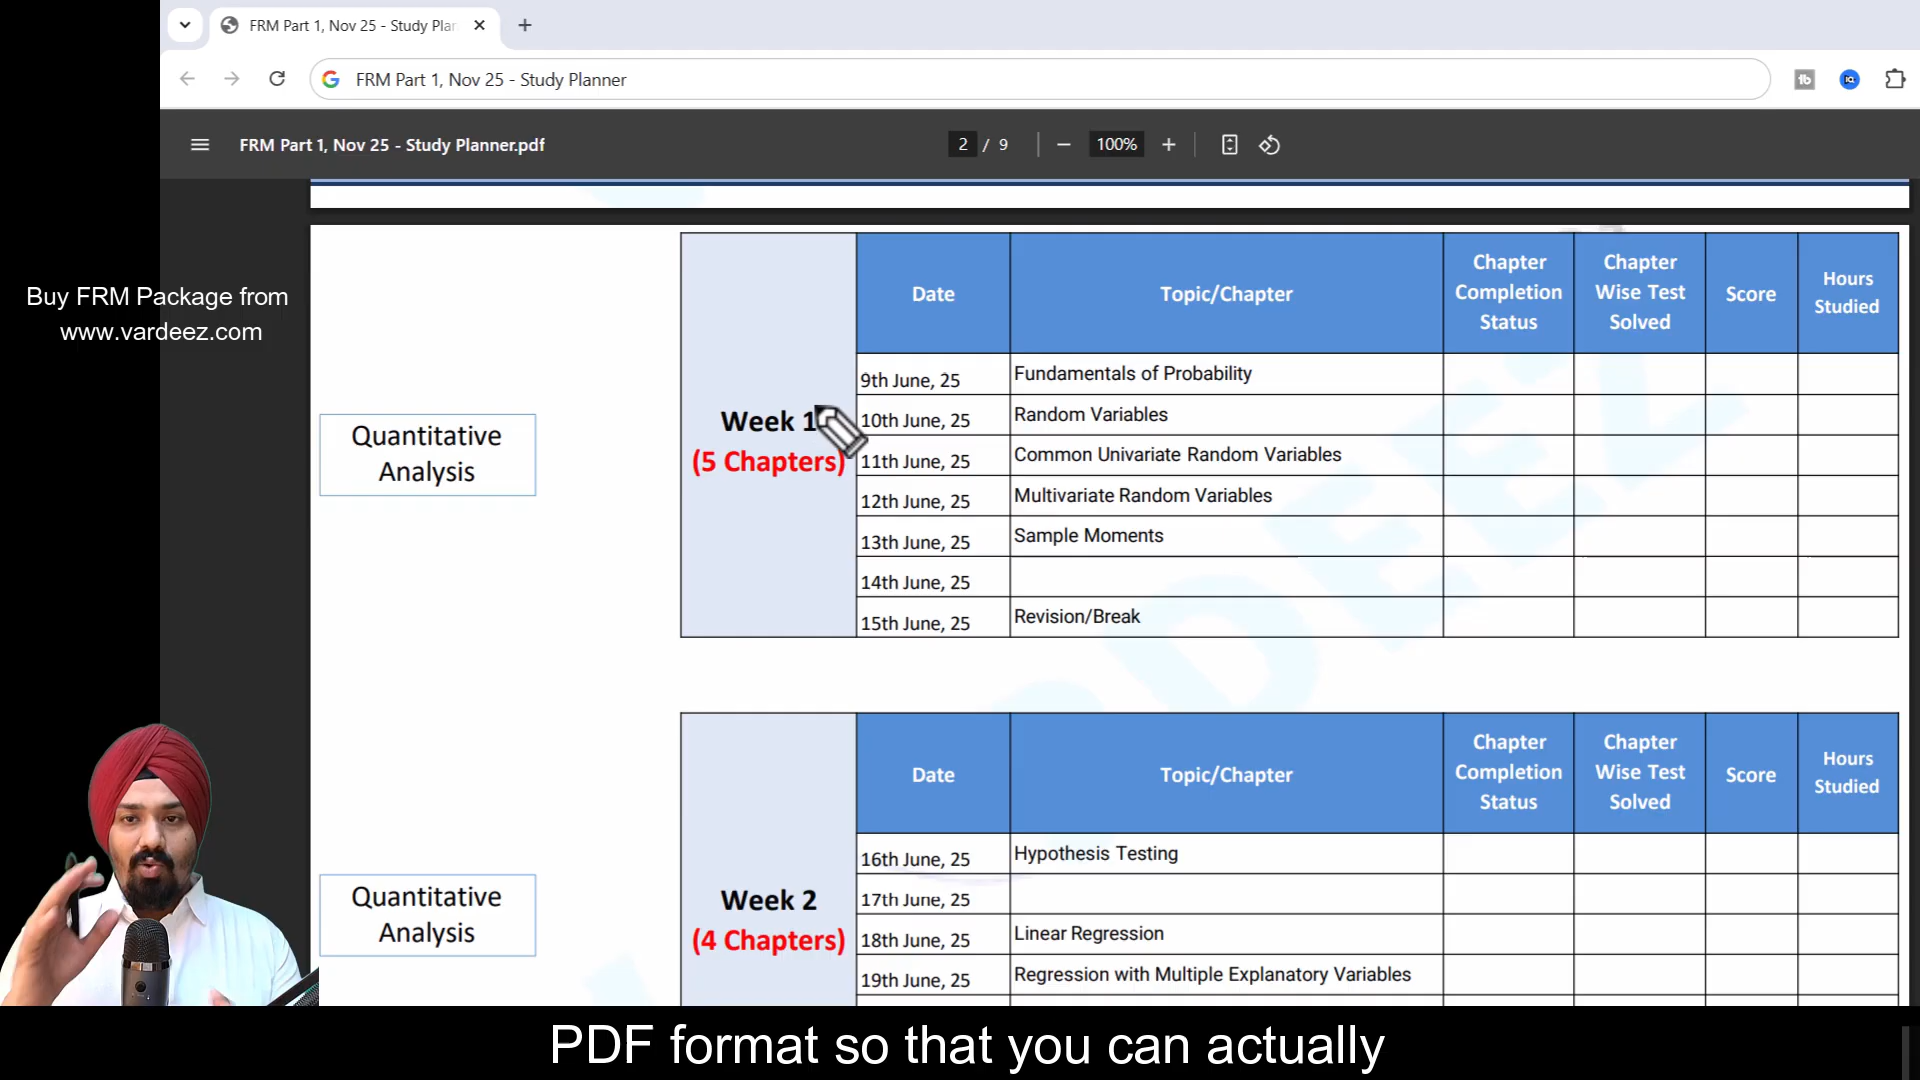 FRM Part 1, Nov 25 - Study Plan
FRM Part 1, Nov 25 - Study Planner
FRM Part 1, Nov 25 - Study Planner.pdf
2 / 9
100%
Buy FRM Package from
www.vardeez.com
Quantitative
Analysis
Week 1
(5 Chapters)
Date
Topic/Chapter
Chapter
Completion
Status
Chapter
Wise Test
Solved
Score
Hours
Studied
9th June, 25 Fundamentals of Probability
10th June, 25 Random Variables
11th June, 25 Common Univariate Random Variables
12th June, 25 Multivariate Random Variables
13th June, 25 Sample Moments
14th June, 25
15th June, 25 Revision/Break
Quantitative
Analysis
Week 2
(4 Chapters)
Date
Topic/Chapter
Chapter
Completion
Status
Chapter
Wise Test
Solved
Score
Hours
Studied
16th June, 25 Hypothesis Testing
17th June, 25
18th June, 25 Linear Regression
19th June, 25 Regression with Multiple Explanatory Variables
PDF format so that you can actually